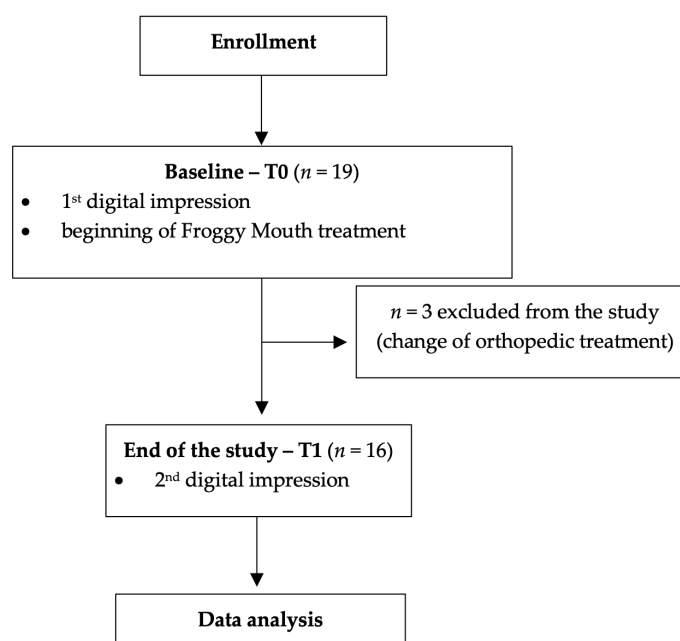 Enrollment
Baseline – T0 (n = 19)
• 1st digital impression
• beginning of Froggy Mouth treatment
n = 3 excluded from the study
(change of orthopedic treatment)
End of the study – T1 (n = 16)
• 2nd digital impression
Data analysis